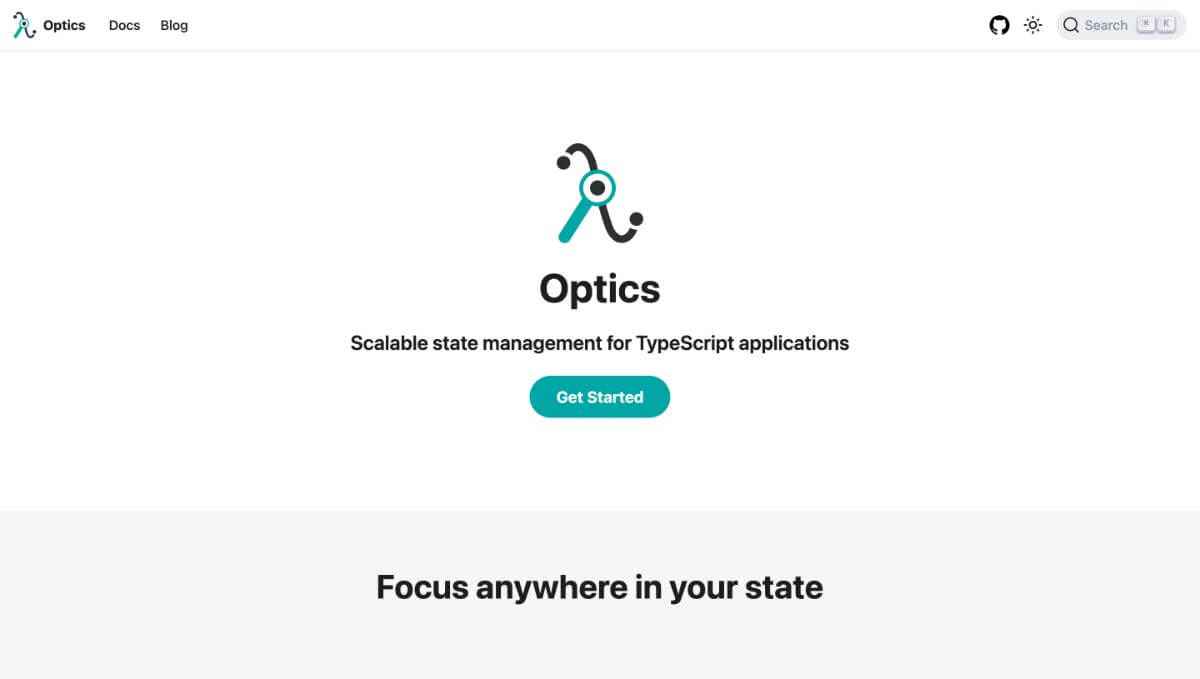 Optics Docs Blog Search ⌘ K
Optics
Scalable state management for TypeScript applications
Get Started
Focus anywhere in your state